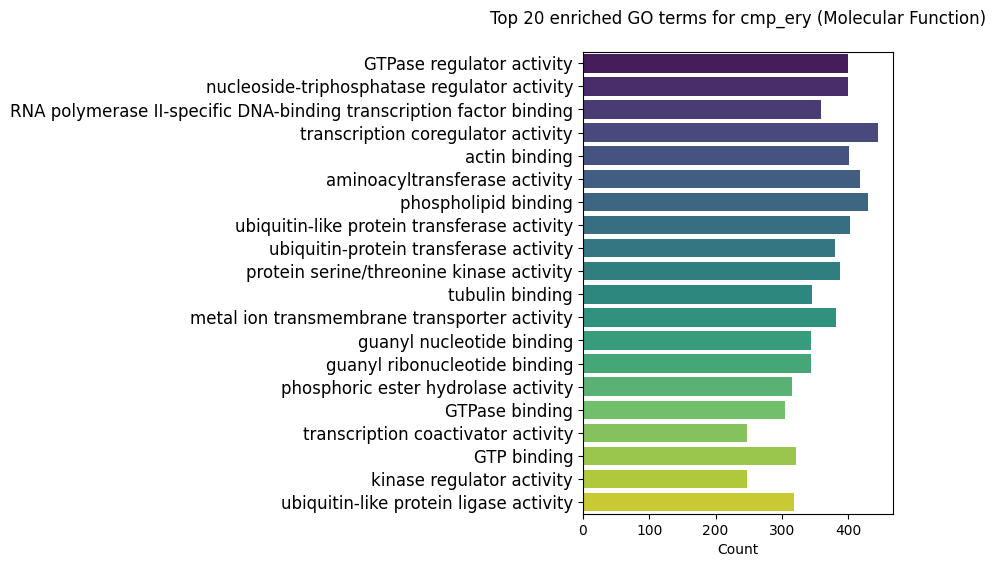 Top 20 enriched GO terms for cmp_ery (Molecular Function)
GTPase regulator activity
nucleoside-triphosphatase regulator activity
RNA polymerase II-specific DNA-binding transcription factor binding
transcription coregulator activity
actin binding
aminoacyltransferase activity
phospholipid binding
ubiquitin-like protein transferase activity
ubiquitin-protein transferase activity
protein serine/threonine kinase activity
tubulin binding
metal ion transmembrane transporter activity
guanyl nucleotide binding
guanyl ribonucleotide binding
phosphoric ester hydrolase activity
GTPase binding
transcription coactivator activity
GTP binding
kinase regulator activity
ubiquitin-like protein ligase activity
0 100 200 300 400
Count